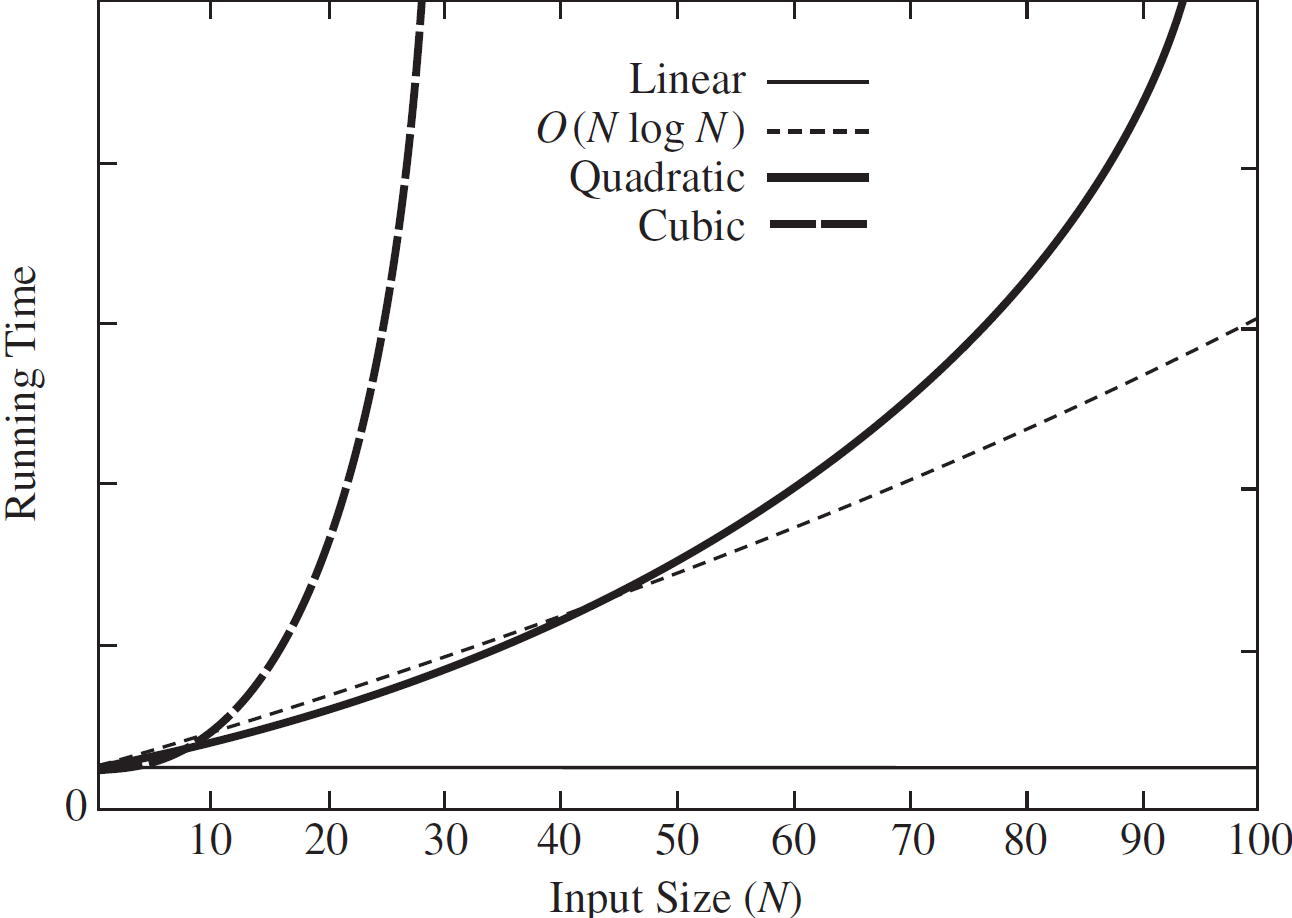 Linear
O(N log N)
Quadratic
Cubic
Running Time
0
10 20 30 40 50 60 70 80 90 100
Input Size (N)